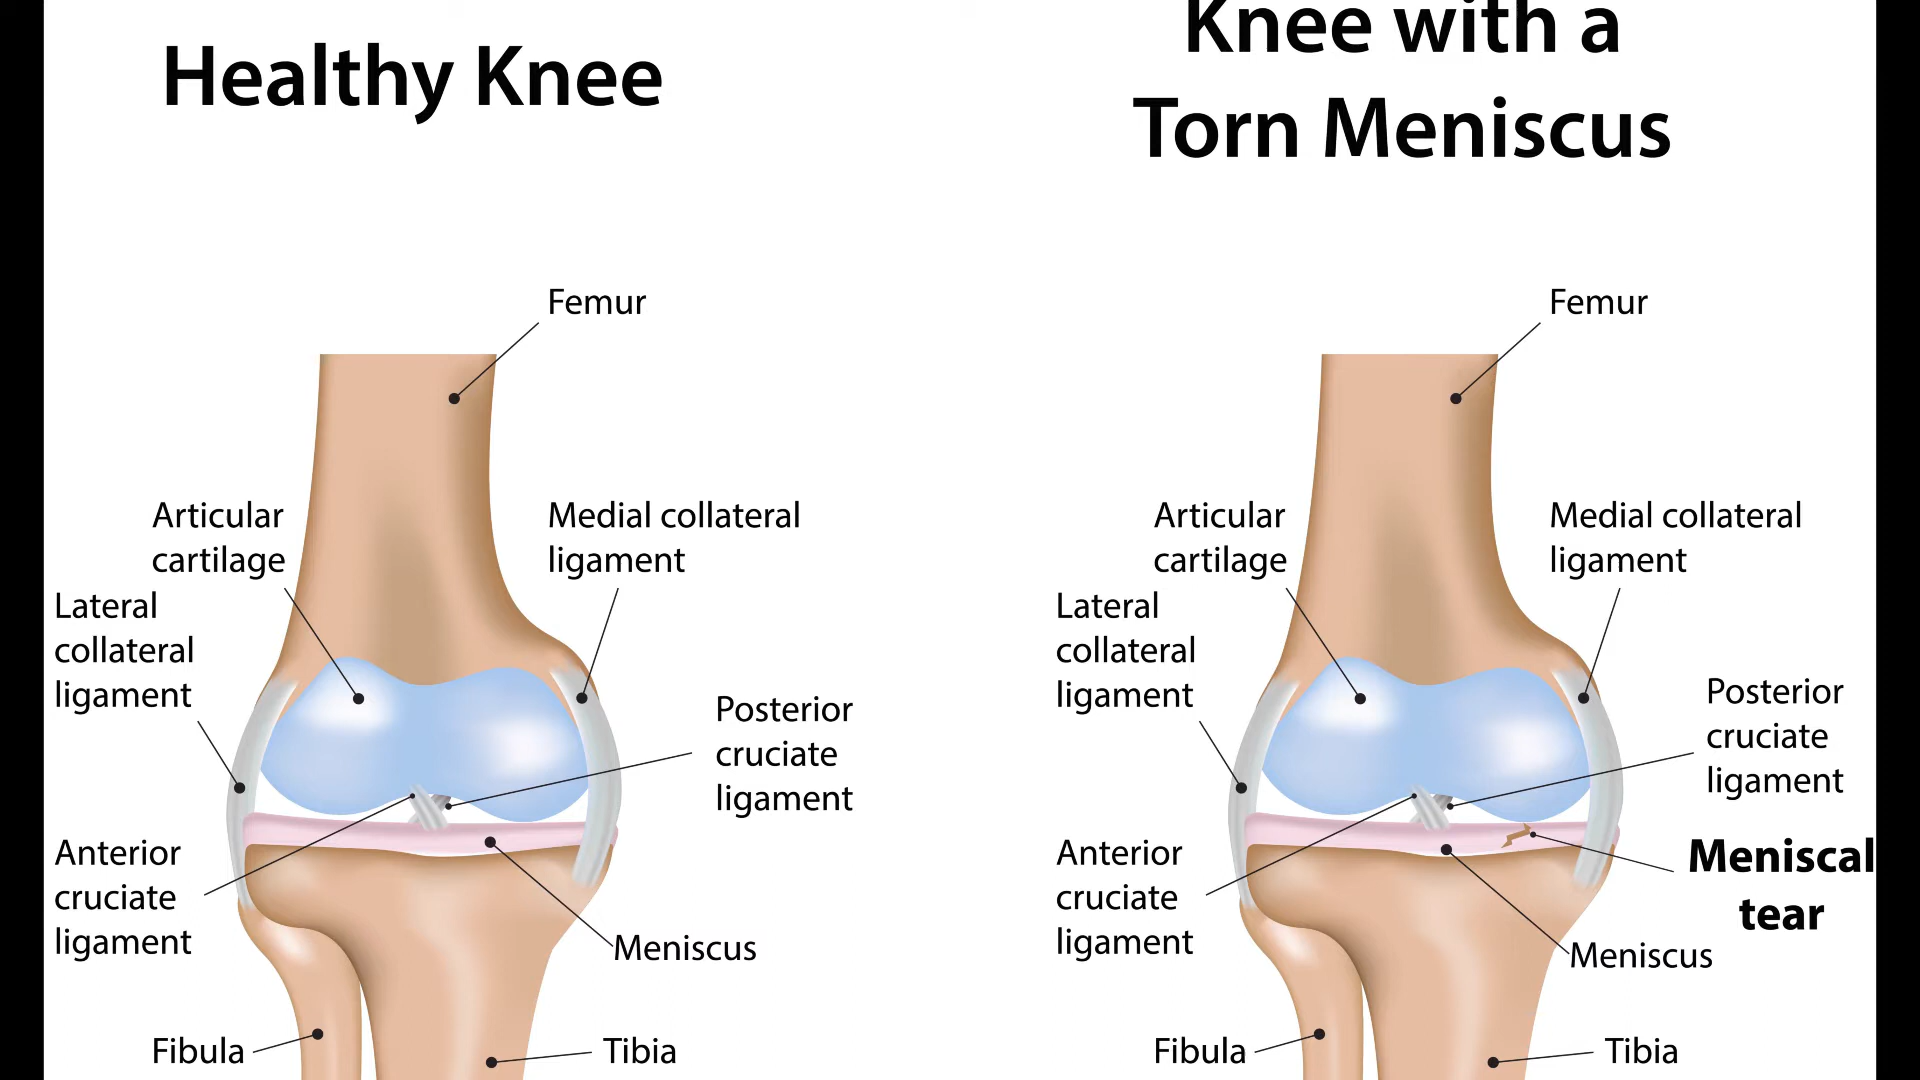 Healthy Knee
Femur
Articular
cartilage
Medial collateral
ligament
Lateral
collateral
ligament
Posterior
cruciate
ligament
Anterior
cruciate
ligament
Meniscus
Fibula
Tibia
Knee with a
Torn Meniscus
Femur
Articular
cartilage
Medial collateral
ligament
Lateral
collateral
ligament
Posterior
cruciate
ligament
Meniscal
tear
Anterior
cruciate
ligament
Meniscus
Fibula
Tibia